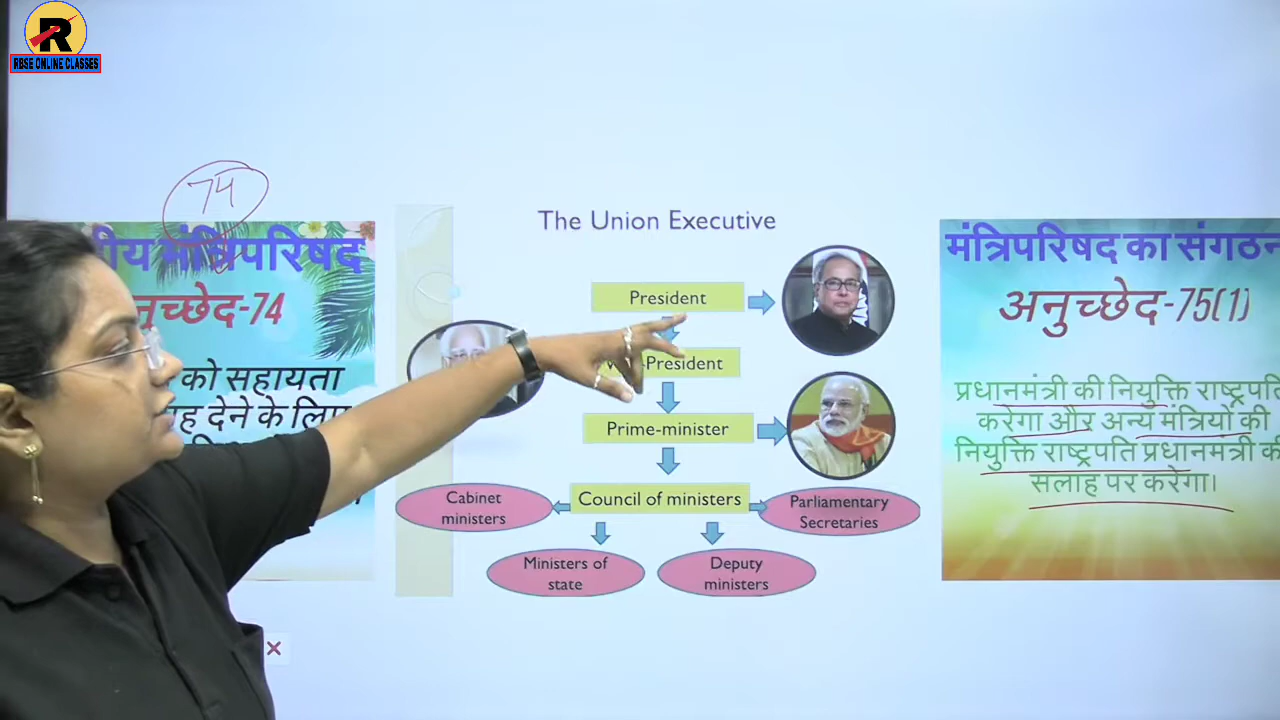 R
RBSE ONLINE CLASSES
74
मंत्रिपरिषद
अनुच्छेद-74
को सहायता
देने के लिए
The Union Executive
President
President
Prime-minister
Council of ministers
Cabinet
ministers
Parliamentary
Secretaries
Ministers of
state
Deputy
ministers
मंत्रिपरिषद का संगठन
अनुच्छेद-75(1)
प्रधानमंत्री की नियुक्ति राष्ट्रपति
करेगा और अन्य मंत्रियों की
नियुक्ति राष्ट्रपति प्रधानमंत्री की
सलाह पर करेगा।